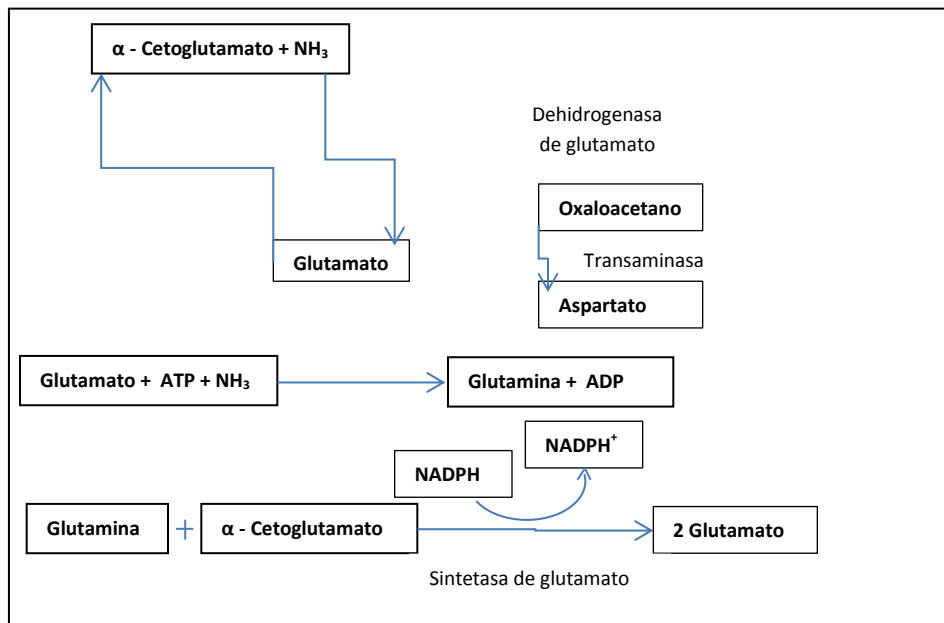 α - Cetoglutamato + NH₃
Dehidrogenasa
de glutamato
Oxaloacetano
Glutamato
Transaminasa
Aspartato
Glutamato + ATP + NH₃
Glutamina + ADP
NADPH⁺
NADPH
Glutamina + α - Cetoglutamato
2 Glutamato
Sintetasa de glutamato